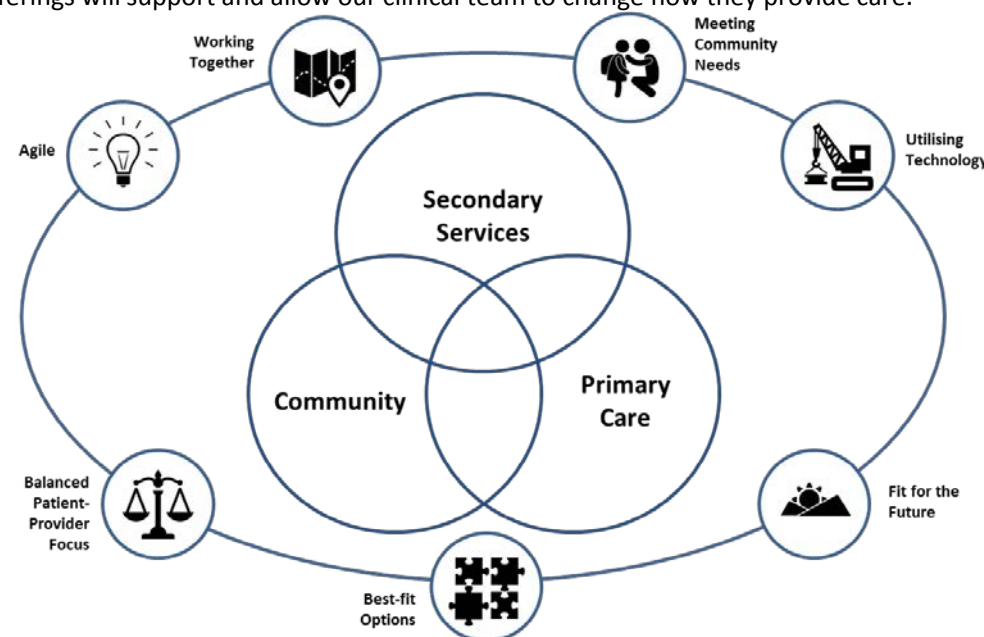 will support and allow our clinical team to change how they provide care.
Working
Together
Meeting
Community
Needs
Agile
Utilising
Technology
Secondary
Services
Community
Primary
Care
Balanced
Patient-
Provider
Focus
Fit for the
Future
Best-fit
Options